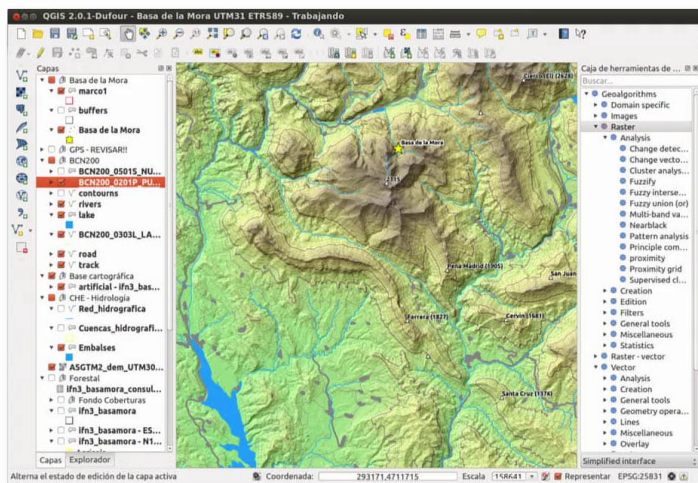 QGIS 2.0.1-Dufour - Basa de la Mora UTM31 ETRS89 - Trabajando
Capas
Basa de la Mora
marco1
buffers
Basa de la Mora
GPS - REVISAR!!
BCN200
BCN200_0501S_NU...
BCN200_0201P_PU...
contourns
rivers
lake
BCN200_0303L_LA...
road
track
Base cartográfica
artificial - ifn3_bas...
CHE - Hidrología
Red_hidrografica
Cuencas_hidrografi...
Embalses
ASGTM2_dem_UTM30...
Forestal
ifn3_basamora_consul...
Fondo Coberturas
ifn3_basamora
ifn3_basamora - ES...
ifn3_basamora - N1...
Capas
Explorador
Basa de la Mora
Peña Madrid (1905)
San Juan
Ferrera (1827)
Cervín (1681)
Santa Cruz (1176)
Caja de herramientas de ...
Buscar...
Geoalgorithms
Domain specific
Images
Raster
Analysis
Change detec...
Change vecto...
Cluster analys...
Fuzzify
Fuzzy interse...
Fuzzy union (or)
Multi-band va...
Nearblack
Pattern analysis
Principle com...
proximity
Proximity grid
Supervised cl...
Creation
Edition
Filters
General tools
Miscellaneous
Statistics
Raster - vector
Vector
Analysis
Creation
General tools
Geometry opera...
Lines
Miscellaneous
Overlay
Simplified interface
Alterna el estado de edición de la capa activa
Coordenada:
293171,4711715
Escala
1:58641
Representar
EPSG:25831